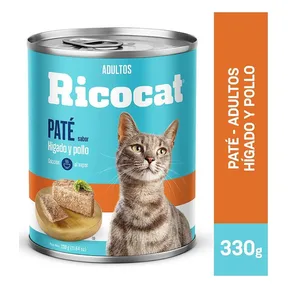 ADULTOS
Ricocat
PATÉ sabor
Hígado y pollo
PATÉ - ADULTOS
HÍGADO Y POLLO
330g